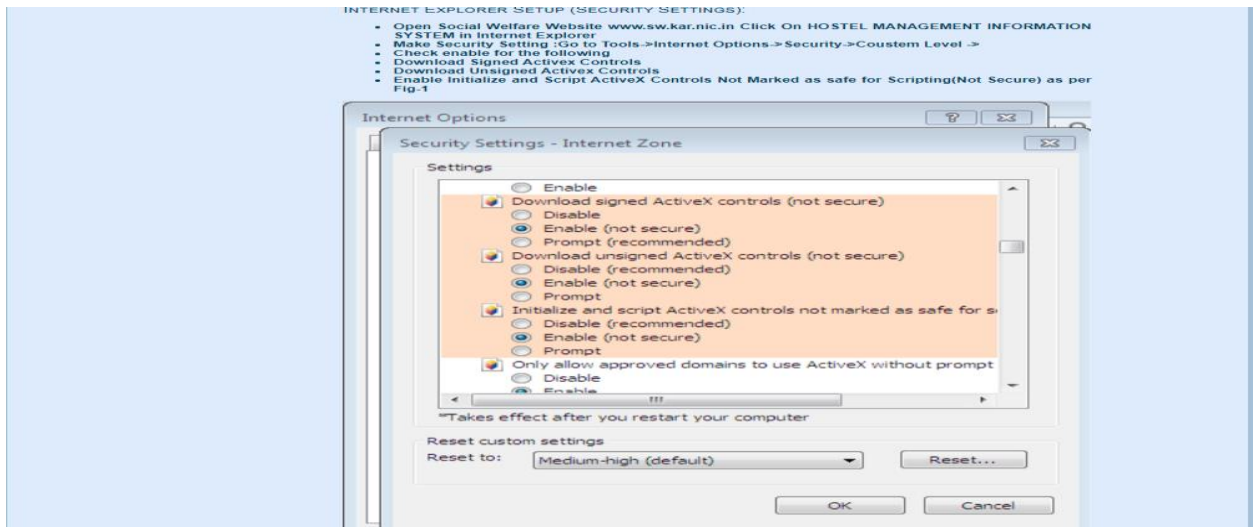 INTERNET EXPLORER SETUP (SECURITY SETTINGS):
Open Social Welfare Website www.sw.kar.nic.in Click On HOSTEL MANAGEMENT INFORMATION
SYSTEM in Internet Explorer
Make Security Setting :Go to Tools->Internet Options->Security->Coustem Level ->
Check enable for the following
Download Signed Activex Controls
Download Unsigned Activex Controls
Enable Initialize and Script ActiveX Controls Not Marked as safe for Scripting(Not Secure) as per
Fig-1
Internet Options
Security Settings - Internet Zone
Settings
Enable
Download signed ActiveX controls (not secure)
Disable
Enable (not secure)
Prompt (recommended)
Download unsigned ActiveX controls (not secure)
Disable (recommended)
Enable (not secure)
Prompt
Initialize and script ActiveX controls not marked as safe for s
Disable (recommended)
Enable (not secure)
Prompt
Only allow approved domains to use ActiveX without prompt
Disable
Enable
*Takes effect after you restart your computer
Reset custom settings
Reset to: Medium-high (default) Reset...
OK Cancel